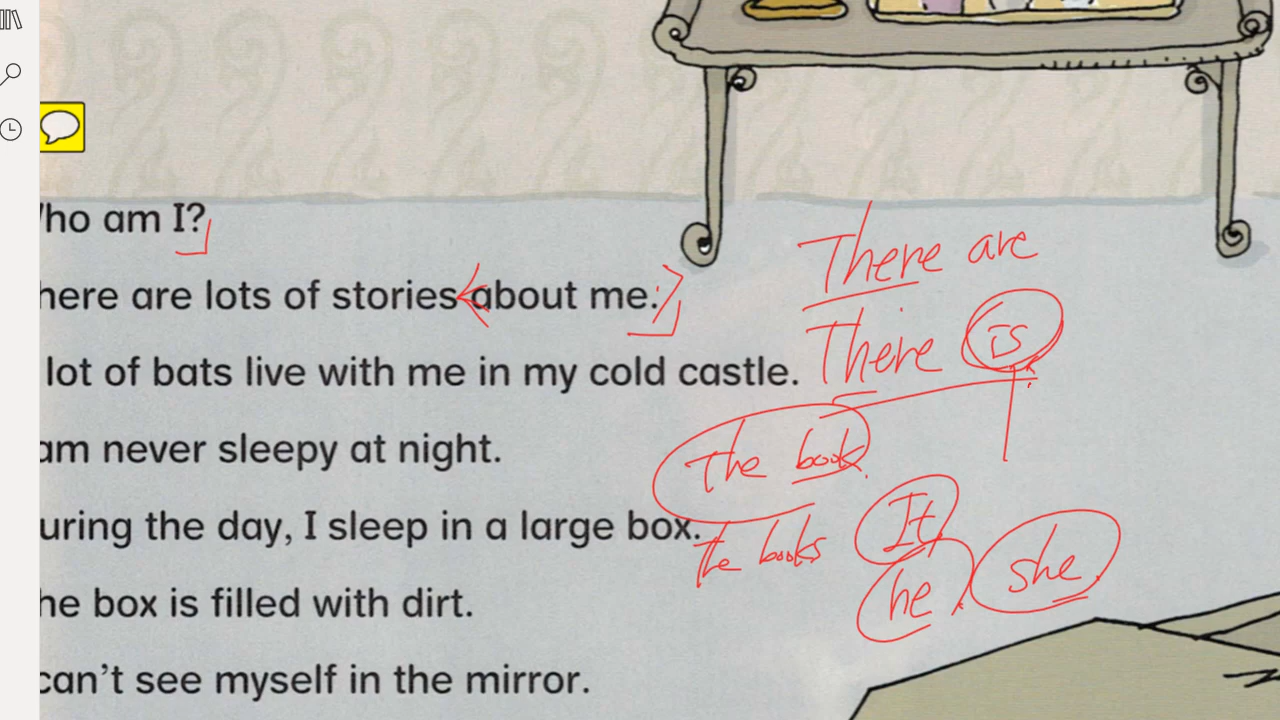 ho am I?
here are lots of stories about me.
lot of bats live with me in my cold castle.
am never sleepy at night.
uring the day, I sleep in a large box.
he box is filled with dirt.
can't see myself in the mirror.
There are
There is
The book
the books
It
he, she